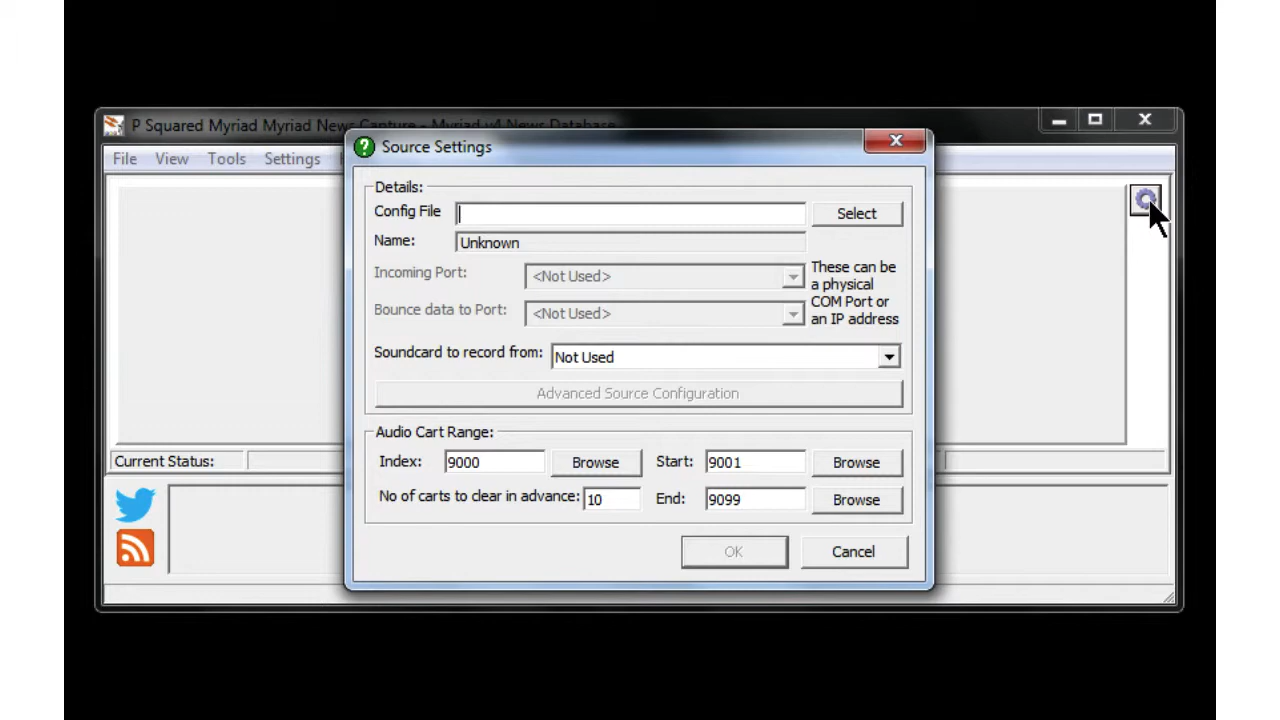 P Squared Myriad Myriad News Capture - Myriad v4 News Database
File View Tools Settings
Source Settings
Details:
Config File
Select
Name: Unknown
Incoming Port: <Not Used>
These can be
a physical
COM Port or
an IP address
Bounce data to Port: <Not Used>
Soundcard to record from: Not Used
Advanced Source Configuration
Audio Cart Range:
Index: 9000 Browse Start: 9001 Browse
No of carts to clear in advance: 10 End: 9099 Browse
OK Cancel
Current Status: